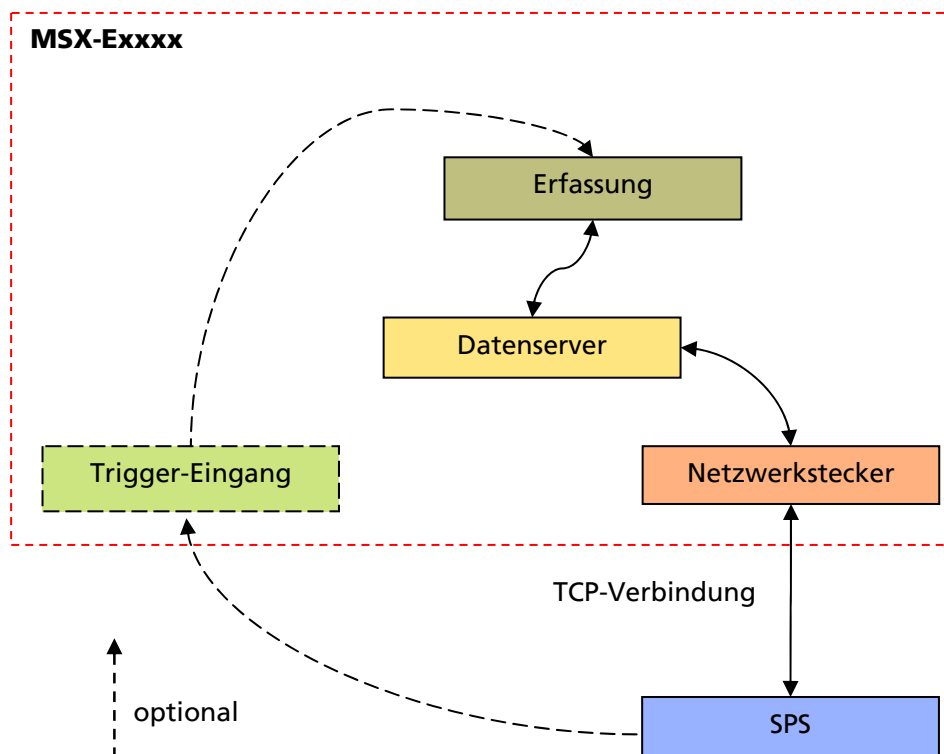 MSX-Exxxx
Erfassung
Datenserver
Trigger-Eingang
Netzwerkstecker
TCP-Verbindung
optional
SPS